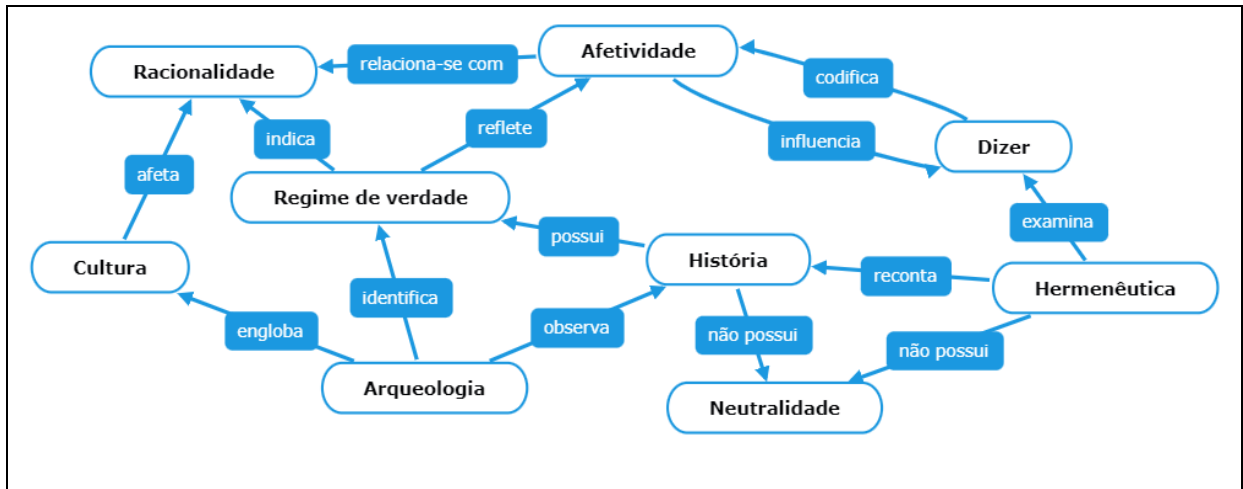 Afetividade
Racionalidade
relaciona-se com
codifica
reflete
indica
influencia
Dizer
afeta
Regime de verdade
examina
possui
História
Cultura
reconta
Hermenêutica
identifica
engloba
observa
não possui
não possui
Arqueologia
Neutralidade